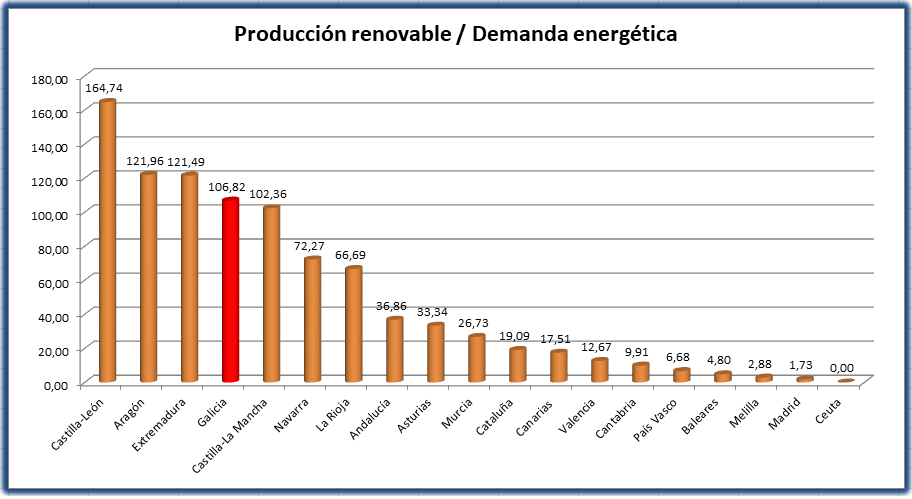 Producción renovable / Demanda energética
180,00
160,00
140,00
120,00
100,00
80,00
60,00
40,00
20,00
0,00
164,74
121,96
121,49
106,82
102,36
72,27
66,69
36,86
33,34
26,73
19,09
17,51
12,67
9,91
6,68
4,80
2,88
1,73
0,00
Castilla-León
Aragón
Extremadura
Galicia
Castilla-La Mancha
Navarra
La Rioja
Andalucía
Asturias
Murcia
Cataluña
Canarias
Valencia
Cantabria
País Vasco
Baleares
Melilla
Madrid
Ceuta